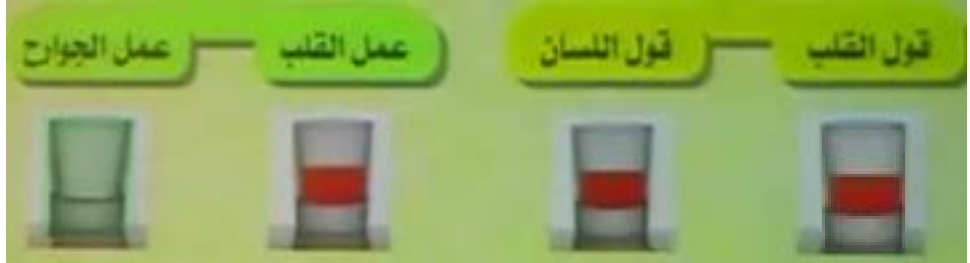 قول القلب
قول اللسان
عمل القلب
عمل الجوارح